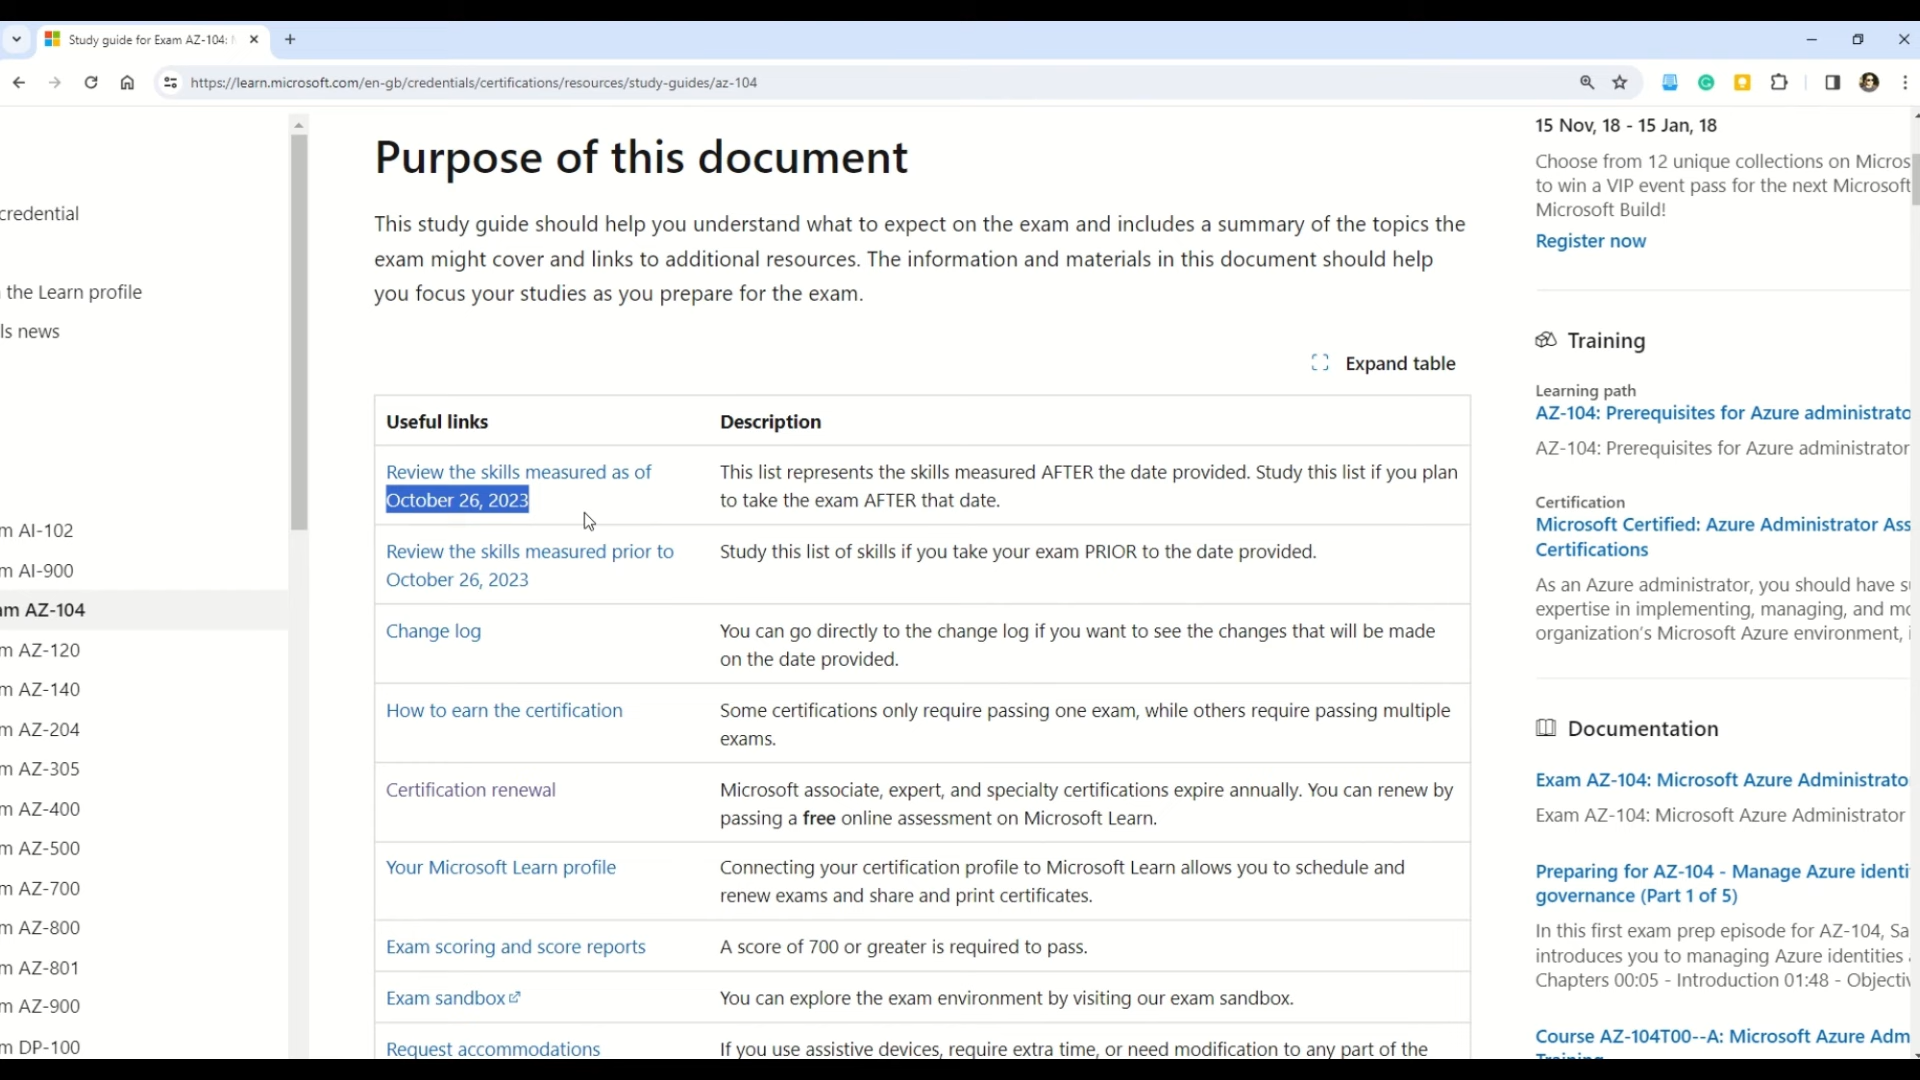 Study guide for Exam AZ-104:
https://learn.microsoft.com/en-gb/credentials/certifications/resources/study-guides/az-104
credential
the Learn profile
ls news
m AI-102
m AI-900
am AZ-104
m AZ-120
m AZ-140
m AZ-204
m AZ-305
m AZ-400
m AZ-500
m AZ-700
m AZ-800
m AZ-801
m AZ-900
m DP-100
Purpose of this document
This study guide should help you understand what to expect on the exam and includes a summary of the topics the
exam might cover and links to additional resources. The information and materials in this document should help
you focus your studies as you prepare for the exam.
Expand table
Useful links Description
Review the skills measured as of
October 26, 2023
This list represents the skills measured AFTER the date provided. Study this list if you plan
to take the exam AFTER that date.
Review the skills measured prior to
October 26, 2023
Study this list of skills if you take your exam PRIOR to the date provided.
Change log
You can go directly to the change log if you want to see the changes that will be made
on the date provided.
How to earn the certification
Some certifications only require passing one exam, while others require passing multiple
exams.
Certification renewal
Microsoft associate, expert, and specialty certifications expire annually. You can renew by
passing a free online assessment on Microsoft Learn.
Your Microsoft Learn profile
Connecting your certification profile to Microsoft Learn allows you to schedule and
renew exams and share and print certificates.
Exam scoring and score reports
A score of 700 or greater is required to pass.
Exam sandbox
You can explore the exam environment by visiting our exam sandbox.
Request accommodations
If you use assistive devices, require extra time, or need modification to any part of the
15 Nov, 18 - 15 Jan, 18
Choose from 12 unique collections on Micros
to win a VIP event pass for the next Microsoft
Microsoft Build!
Register now
Training
Learning path
AZ-104: Prerequisites for Azure administrato
AZ-104: Prerequisites for Azure administrator
Certification
Microsoft Certified: Azure Administrator Ass
Certifications
As an Azure administrator, you should have s
expertise in implementing, managing, and mo
organization's Microsoft Azure environment, i
Documentation
Exam AZ-104: Microsoft Azure Administrato
Exam AZ-104: Microsoft Azure Administrator
Preparing for AZ-104 - Manage Azure identi
governance (Part 1 of 5)
In this first exam prep episode for AZ-104, Sa
introduces you to managing Azure identities
Chapters 00:05 - Introduction 01:48 - Objectiv
Course AZ-104T00--A: Microsoft Azure Adm